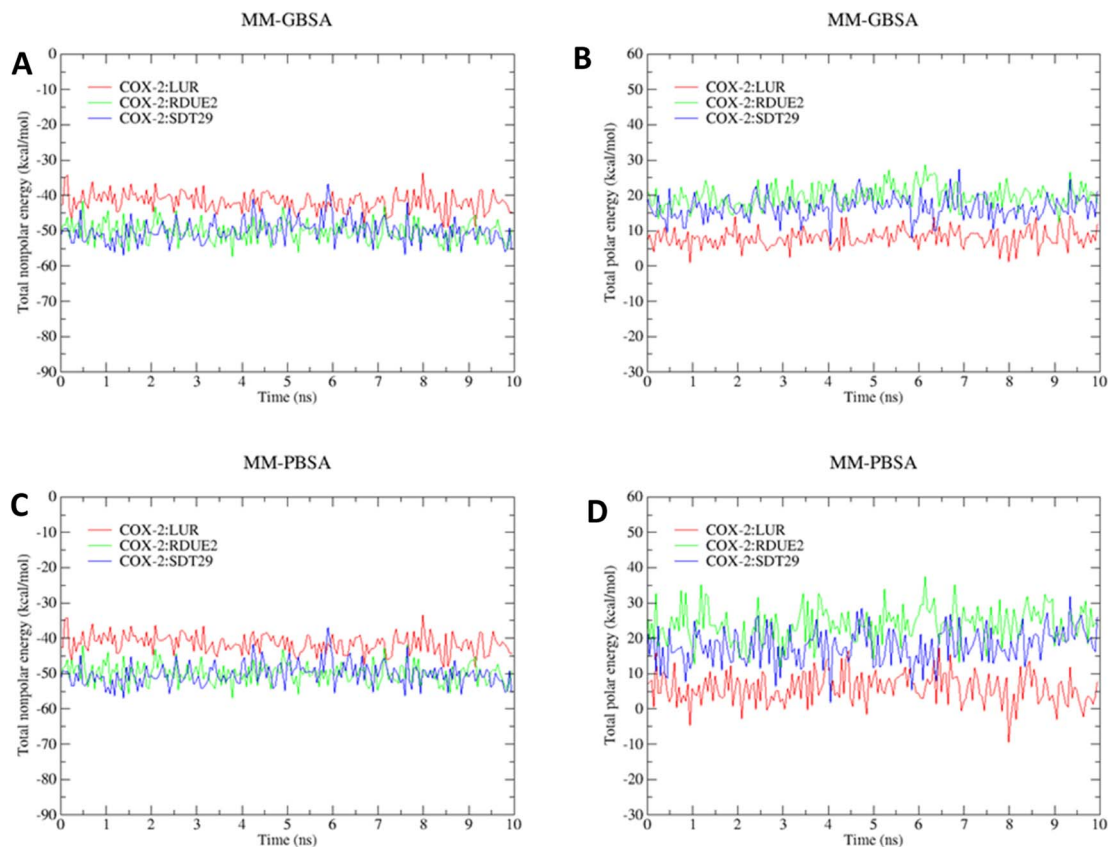 MM-GBSA
A
Total nonpolar energy (kcal/mol)
0
-10
-20
-30
-40
-50
-60
-70
-80
-90
COX-2:LUR
COX-2:RDUE2
COX-2:SDT29
0 1 2 3 4 5 6 7 8 9 10
Time (ns)
MM-GBSA
B
Total polar energy (kcal/mol)
60
50
40
30
20
10
0
10
20
-30
COX-2:LUR
COX-2:RDUE2
COX-2:SDT29
0 1 2 3 4 5 6 7 8 9 10
Time (ns)
MM-PBSA
C
Total nonpolar energy (kcal/mol)
0
-10
-20
-30
-40
-50
-60
-70
-80
-90
COX-2:LUR
COX-2:RDUE2
COX-2:SDT29
0 1 2 3 4 5 6 7 8 9 10
Time (ns)
MM-PBSA
D
Total polar energy (kcal/mol)
60
50
40
30
20
10
0
10
20
-30
COX-2:LUR
COX-2:RDUE2
COX-2:SDT29
0 1 2 3 4 5 6 7 8 9 10
Time (ns)